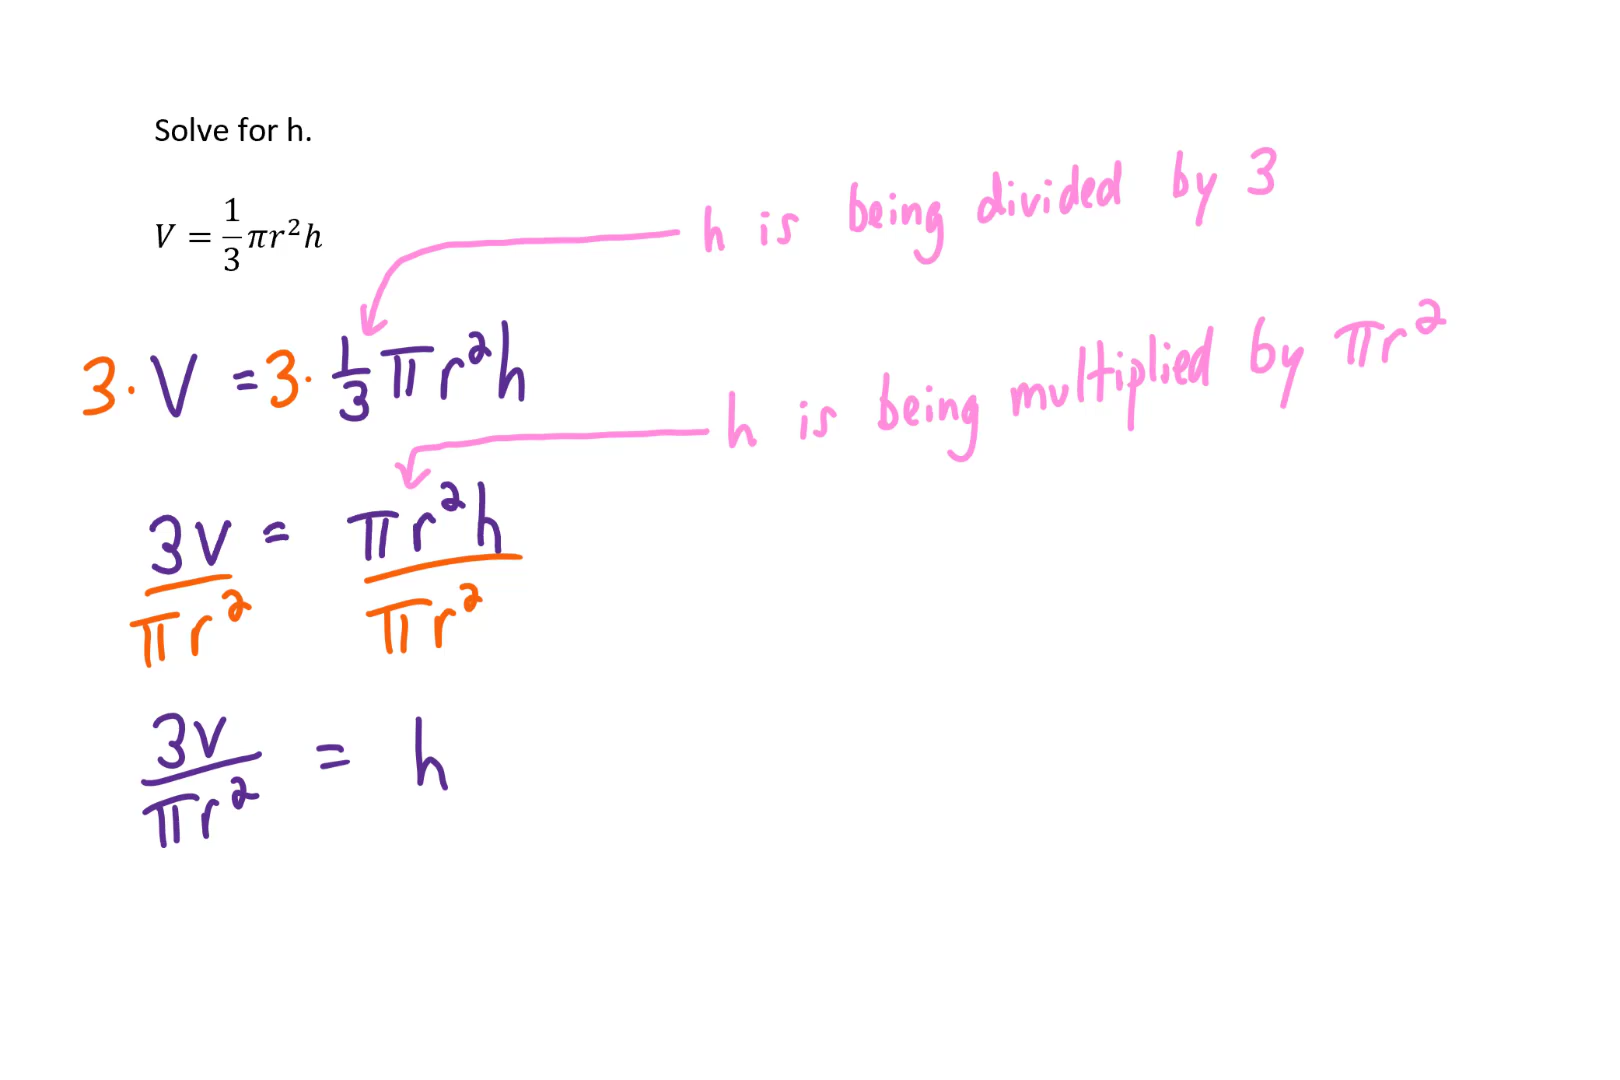 Solve for h.
V = 1/3 πr²h
h is being divided by 3
3· V = 3· 1/3 πr²h
h is being multiplied by πr²
3V/πr² = πr²h/πr²
3V/πr² = h